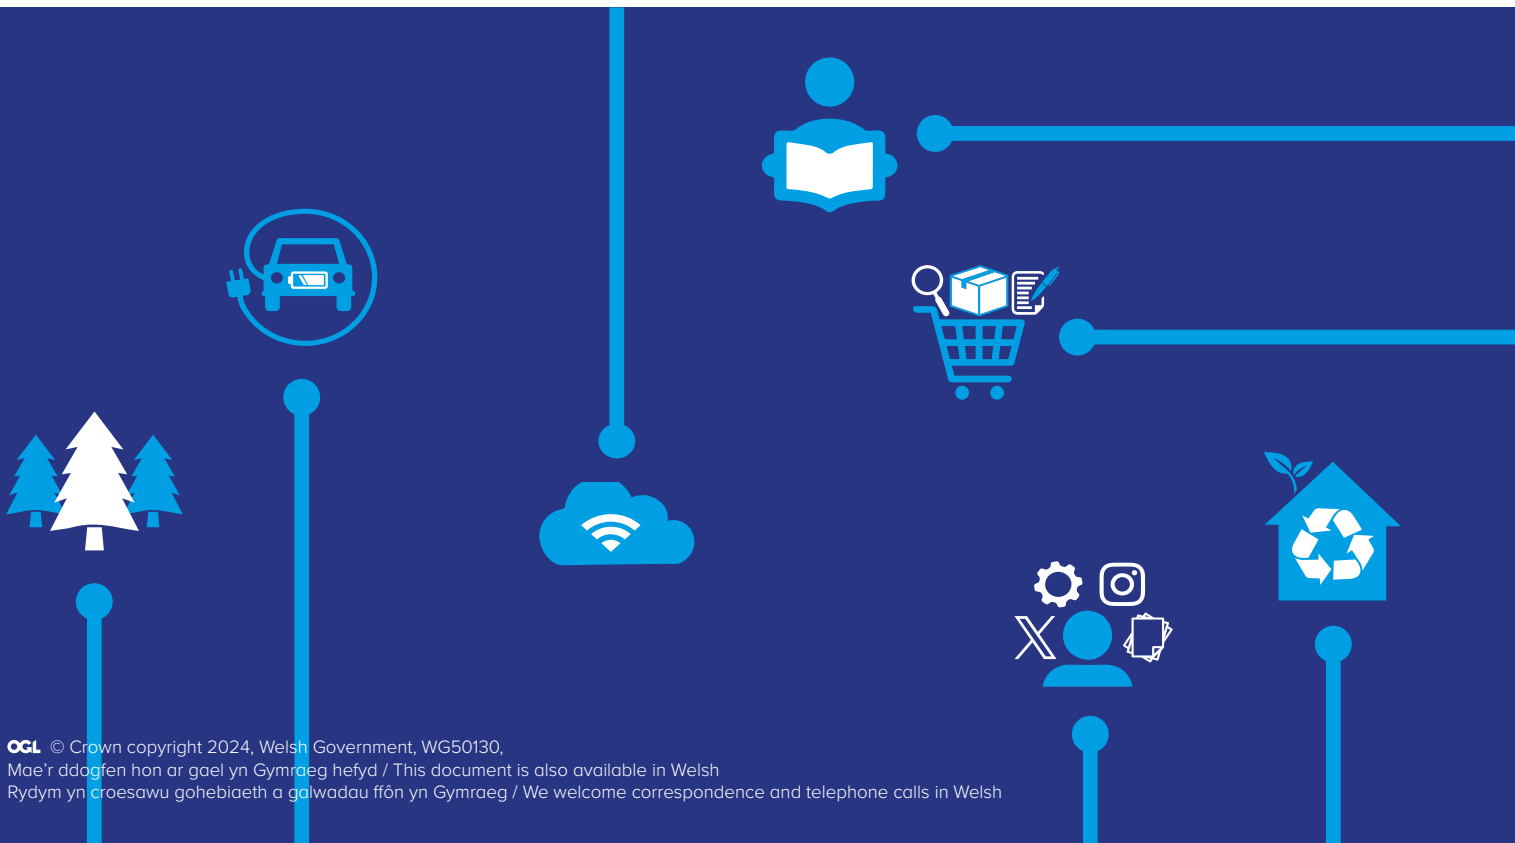 OGL © Crown copyright 2024, Welsh Government, WG50130,
Mae’r ddogfen hon ar gael yn Gymraeg hefyd / This document is also available in Welsh
Rydym yn croesawu gohebiaeth a galwadau ffôn yn Gymraeg / We welcome correspondence and telephone calls in Welsh